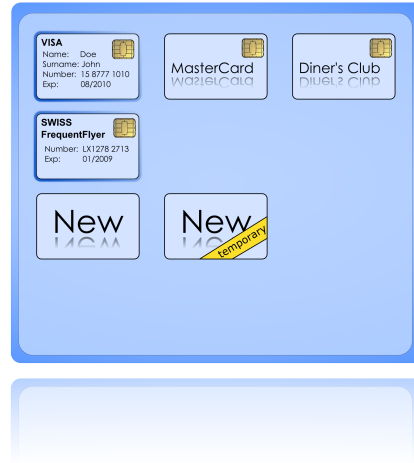 VISA
Name: Doe
Surname: John
Number: 15 8777 1010
Exp: 08/2010
MasterCard
Diner's Club
SWISS
FrequentFlyer
Number: LX1278 2713
Exp: 01/2009
New
New
temporary